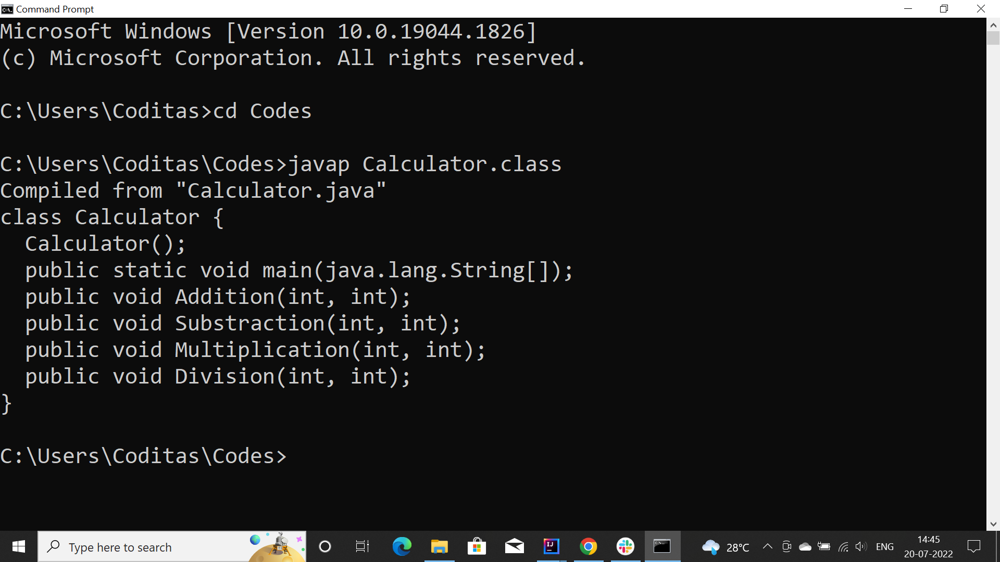 Command Prompt
Microsoft Windows [Version 10.0.19044.1826]
(c) Microsoft Corporation. All rights reserved.
C:\Users\Coditas>cd Codes
C:\Users\Coditas\Codes>javap Calculator.class
Compiled from "Calculator.java"
class Calculator {
  Calculator();
  public static void main(java.lang.String[]);
  public void Addition(int, int);
  public void Substraction(int, int);
  public void Multiplication(int, int);
  public void Division(int, int);
}
C:\Users\Coditas\Codes>
Type here to search
28°C
ENG
14:45
20-07-2022